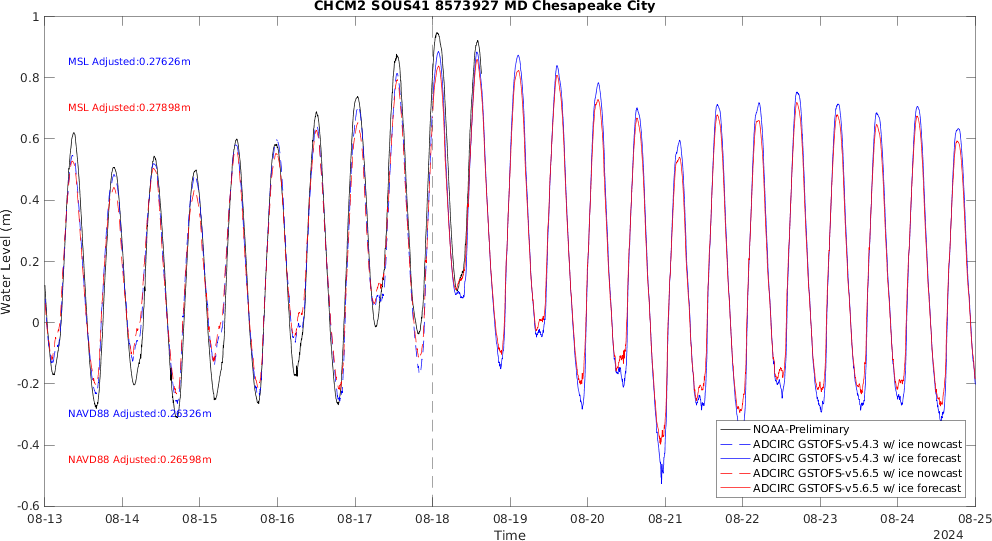 CHCM2 SOUS41 8573927 MD Chesapeake City
1
0.8
0.6
0.4
0.2
0
-0.2
-0.4
-0.6
Water Level (m)
MSL Adjusted:0.27626m
MSL Adjusted:0.27898m
NAVD88 Adjusted:0.26326m
NAVD88 Adjusted:0.26598m
NOAA-Preliminary
ADCIRC GSTOFS-v5.4.3 w/ ice nowcast
ADCIRC GSTOFS-v5.4.3 w/ ice forecast
ADCIRC GSTOFS-v5.6.5 w/ ice nowcast
ADCIRC GSTOFS-v5.6.5 w/ ice forecast
08-13 08-14 08-15 08-16 08-17 08-18 08-19 08-20 08-21 08-22 08-23 08-24 08-25
Time
2024